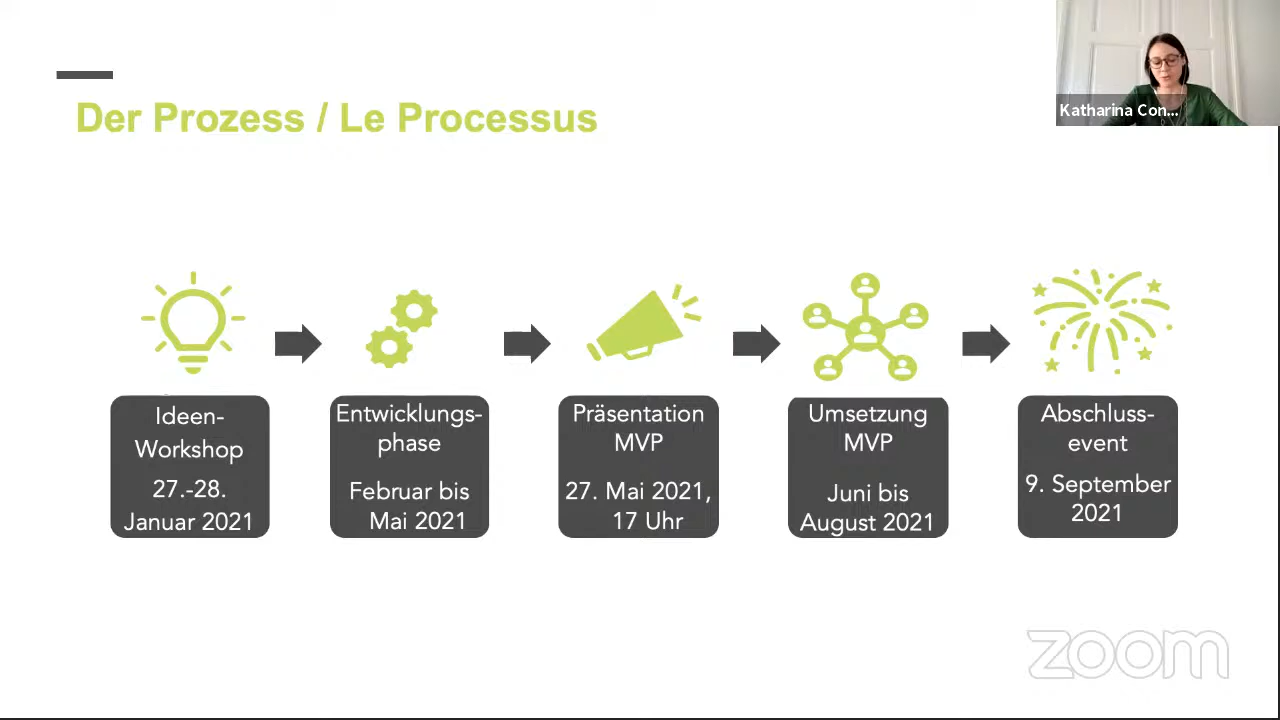 Der Prozess / Le Processus
Katharina Con...
Ideen-
Workshop
27.-28.
Januar 2021
Entwicklungs-
phase
Februar bis
Mai 2021
Präsentation
MVP
27. Mai 2021,
17 Uhr
Umsetzung
MVP
Juni bis
August 2021
Abschluss-
event
9. September
2021
zoom